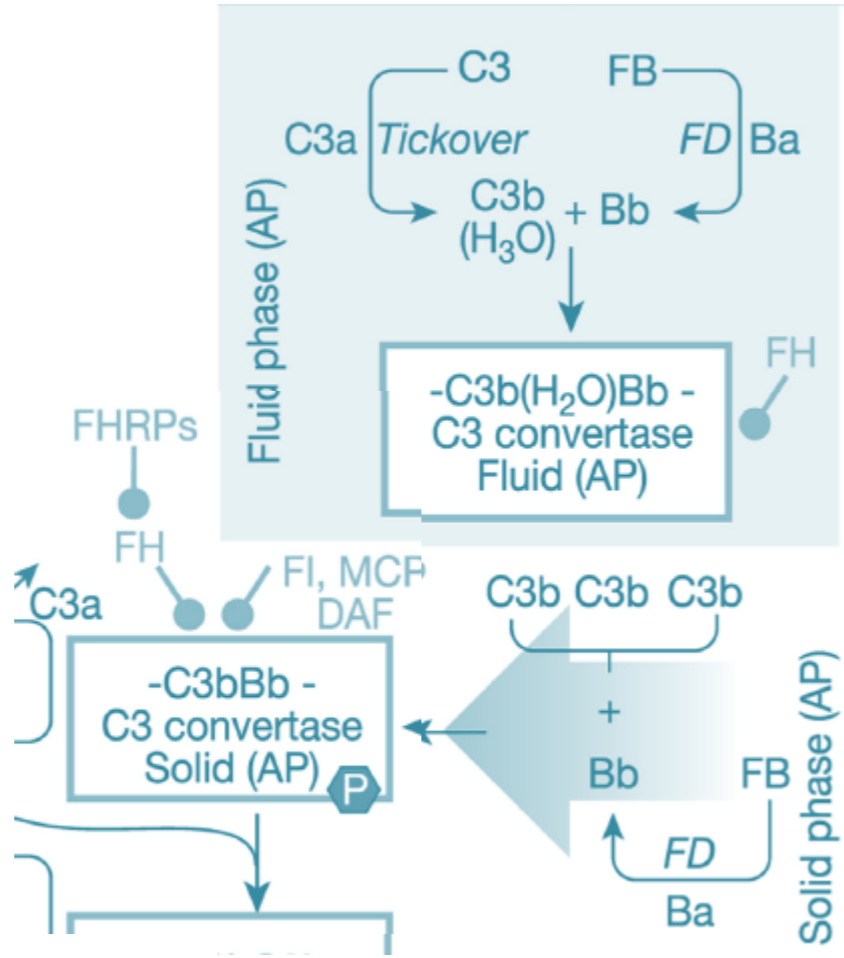 C3 FB
C3a Tickover FD Ba
C3b + Bb
(H₃O)
Fluid phase (AP)
-C3b(H₂O)Bb -
C3 convertase
Fluid (AP)
FH
FHRPs
FH
FI, MCP
DAF
C3a
-C3bBb -
C3 convertase
Solid (AP)
P
C3b C3b C3b
+
Bb FB
FD
Ba
Solid phase (AP)